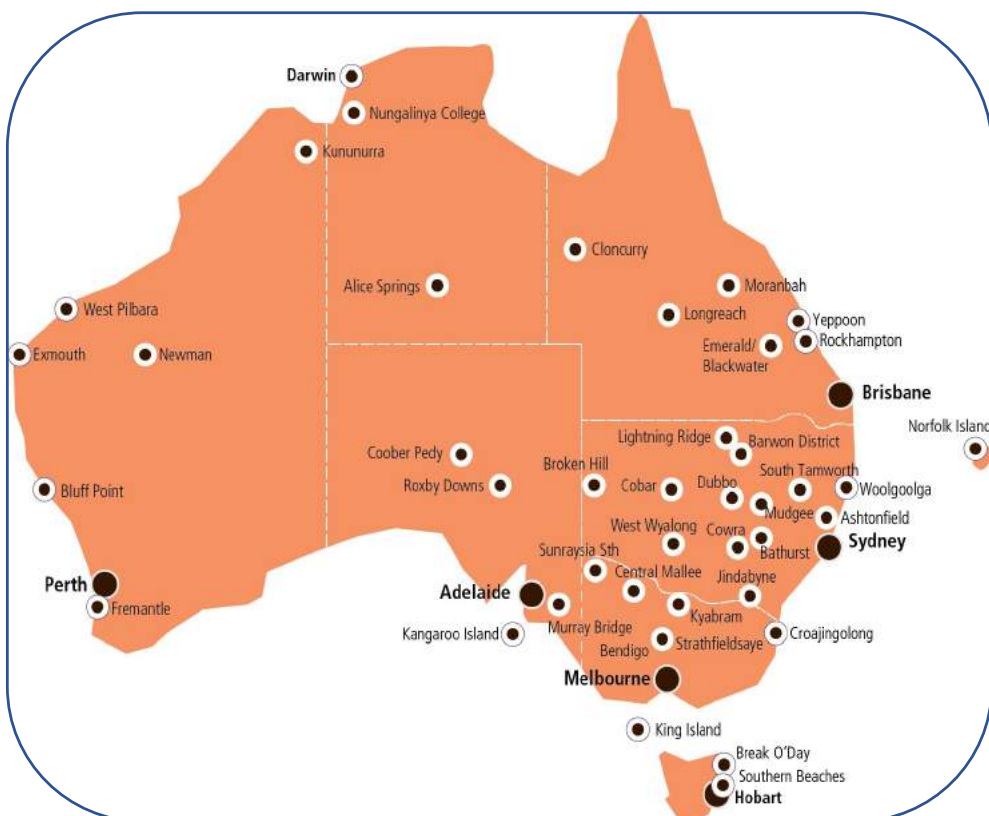 Darwin
Nungalinya College
Kununurra
Cloncurry
Alice Springs
Moranbah
West Pilbara
Longreach
Yeppoon
Rockhampton
Exmouth
Newman
Emerald/
Blackwater
Brisbane
Norfolk Island
Lightning Ridge
Barwon District
Coober Pedy
Broken Hill
South Tamworth
Roxby Downs
Cobar
Dubbo
Woolgoolga
Bluff Point
Mudgee
Ashtonfield
West Wyalong
Cowra
Sydney
Sunraysia Sth
Bathurst
Central Mallee
Jindabyne
Perth
Adelaide
Fremantle
Murray Bridge
Kyabram
Kangaroo Island
Croajingolong
Bendigo
Strathfieldsaye
Melbourne
King Island
Break O'Day
Southern Beaches
Hobart